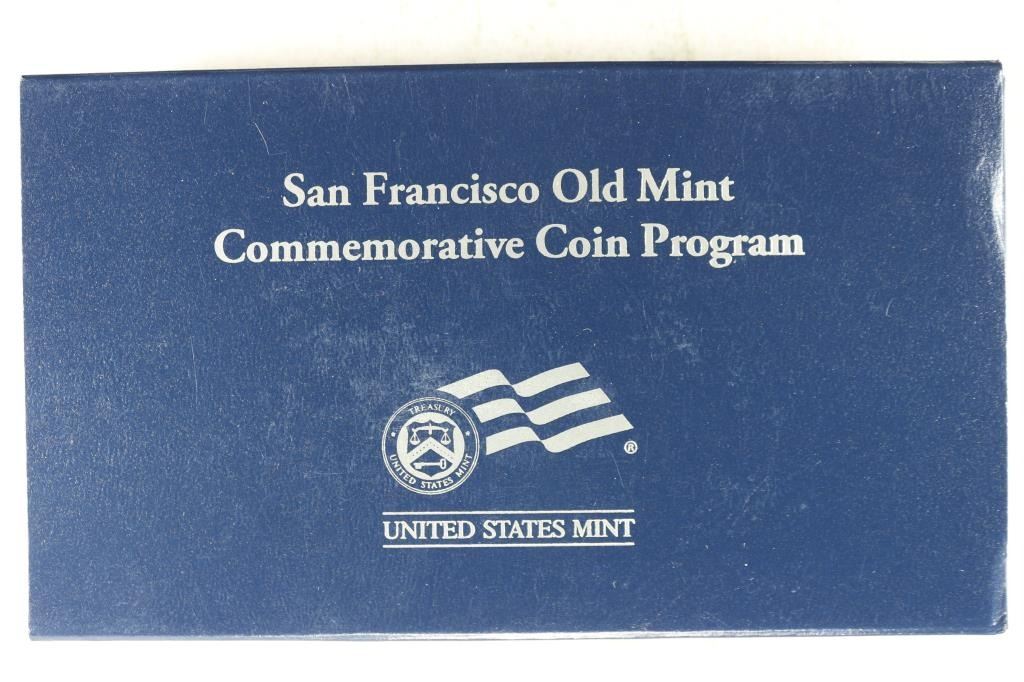 San Francisco Old Mint
Commemorative Coin Program
TREASURY
UNITED STATES MINT
®
UNITED STATES MINT